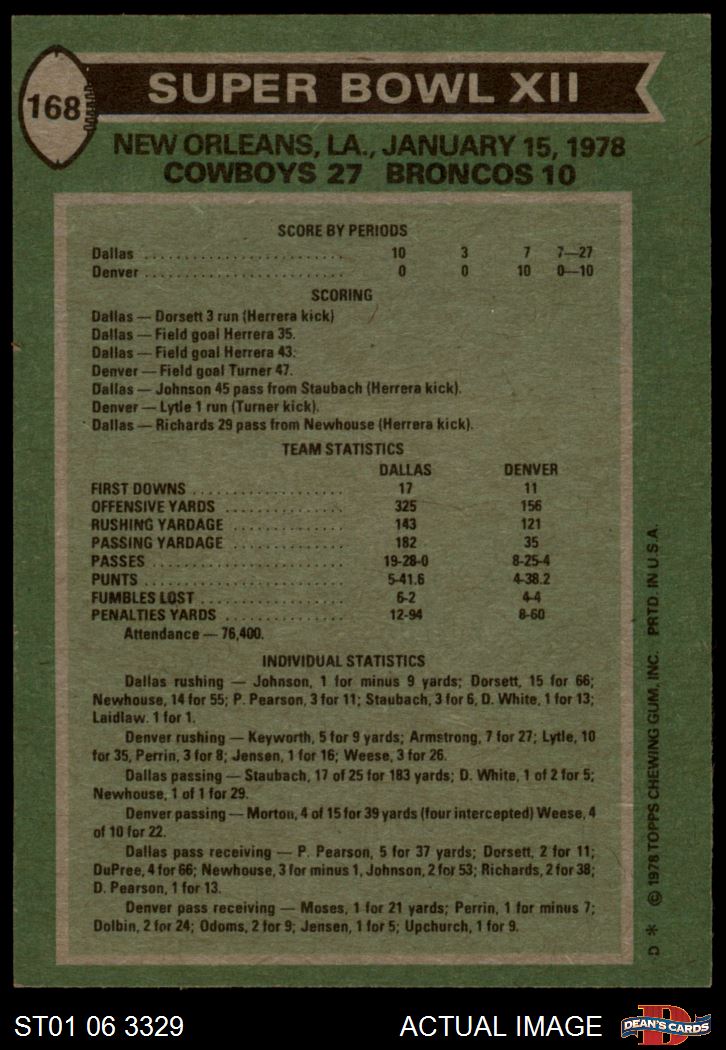 168
SUPER BOWL XII
NEW ORLEANS, LA., JANUARY 15, 1978
COWBOYS 27 BRONCOS 10
SCORE BY PERIODS
Dallas ........................ 10 3 7 7—27
Denver ........................ 0 0 10 0—10
SCORING
Dallas — Dorsett 3 run (Herrera kick)
Dallas — Field goal Herrera 35.
Dallas — Field goal Herrera 43.
Denver — Field goal Turner 47.
Dallas — Johnson 45 pass from Staubach (Herrera kick).
Denver — Lytle 1 run (Turner kick).
Dallas — Richards 29 pass from Newhouse (Herrera kick).
TEAM STATISTICS
DALLAS DENVER
FIRST DOWNS .................. 17 11
OFFENSIVE YARDS .............. 325 156
RUSHING YARDAGE ............. 143 121
PASSING YARDAGE ............. 182 35
PASSES ....................... 19-28-0 8-25-4
PUNTS ........................ 5-41.6 4-38.2
FUMBLES LOST ................. 6-2 4-4
PENALTIES YARDS .............. 12-94 8-60
Attendance — 76,400.
INDIVIDUAL STATISTICS
Dallas rushing — Johnson, 1 for minus 9 yards; Dorsett, 15 for 66;
Newhouse, 14 for 55; P. Pearson, 3 for 11; Staubach, 3 for 6, D. White, 1 for 13;
Laidlaw. 1 for 1.
Denver rushing — Keyworth, 5 for 9 yards; Armstrong, 7 for 27; Lytle, 10
for 35, Perrin, 3 for 8; Jensen, 1 for 16; Weese, 3 for 26.
Dallas passing — Staubach, 17 of 25 for 183 yards; D. White, 1 of 2 for 5;
Newhouse, 1 of 1 for 29.
Denver passing — Morton, 4 of 15 for 39 yards (four intercepted) Weese, 4
of 10 for 22.
Dallas pass receiving — P. Pearson, 5 for 37 yards; Dorsett, 2 for 11;
DuPree, 4 for 66; Newhouse, 3 for minus 1, Johnson, 2 for 53; Richards, 2 for 38;
D. Pearson, 1 for 13.
Denver pass receiving — Moses, 1 for 21 yards; Perrin, 1 for minus 7;
Dolbin, 2 for 24; Odoms, 2 for 9; Jensen, 1 for 5; Upchurch, 1 for 9.
D * © 1978 TOPPS CHEWING GUM, INC. PRTD. IN U.S.A.
ST01 06 3329 ACTUAL IMAGE
D
DEAN'S CARDS